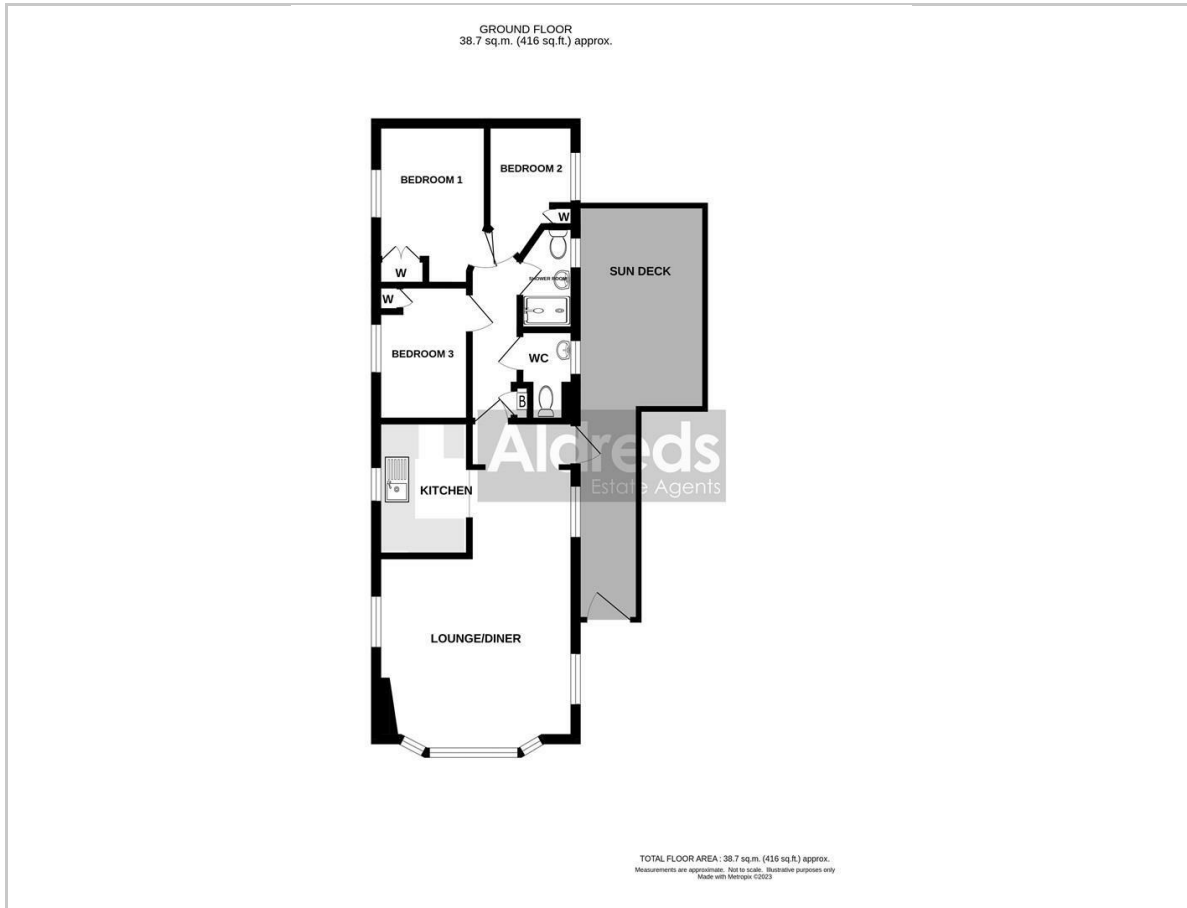 GROUND FLOOR
38.7 sq.m. (416 sq.ft.) approx.
BEDROOM 1
BEDROOM 2
W
W
SUN DECK
SHOWER ROOM
W
BEDROOM 3
WC
B
Aldreds
Estate Agents
KITCHEN
LOUNGE/DINER
TOTAL FLOOR AREA : 38.7 sq.m. (416 sq.ft.) approx.
Measurements are approximate. Not to scale. Illustrative purposes only
Made with Metropix ©2023